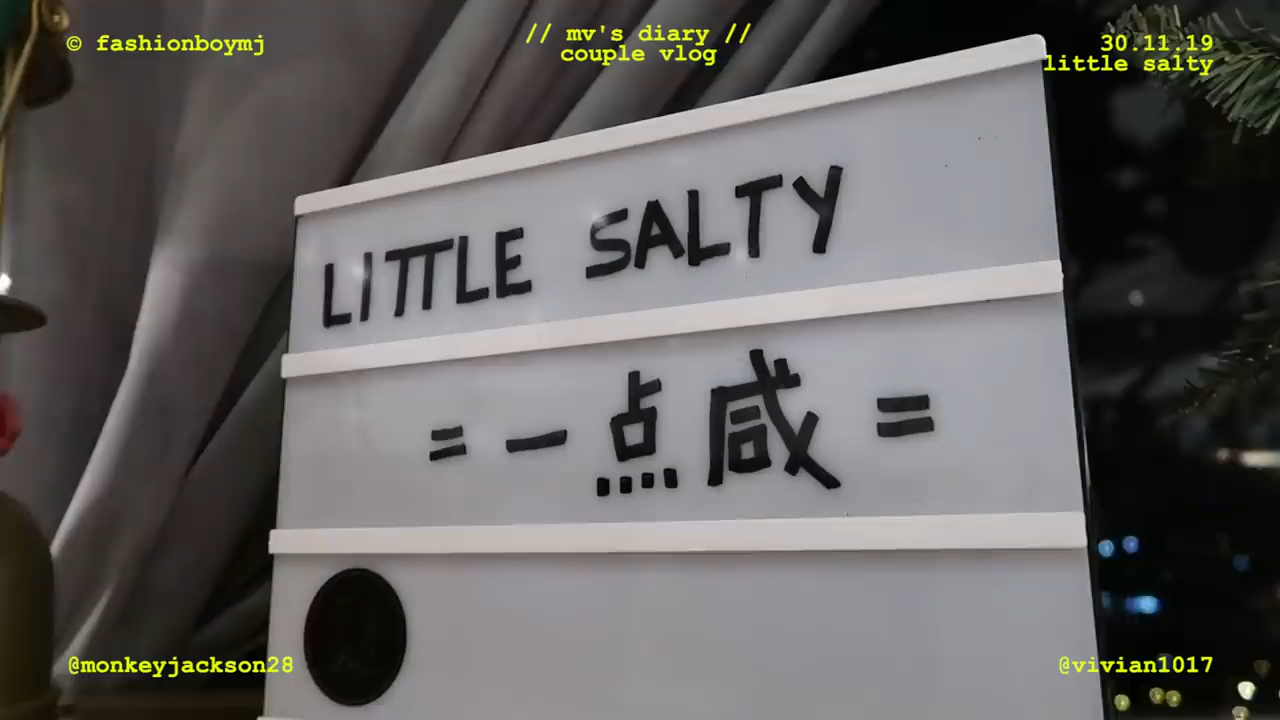 © fashionboymj
// mv's diary //
couple vlog
30.11.19
little salty
LITTLE SALTY
= 一点咸 =
@monkeyjackson28
@vivian1017